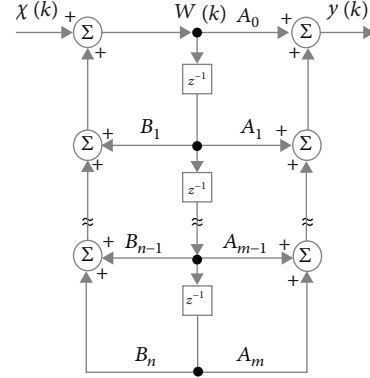 χ (k) + Σ W (k) A₀ + Σ y (k)
+ +
z⁻¹
Σ + B₁ A₁ + Σ
+ +
z⁻¹
≈ ≈ ≈
Σ + Bₙ₋₁ Aₘ₋₁ + Σ
+ +
z⁻¹
Bₙ Aₘ